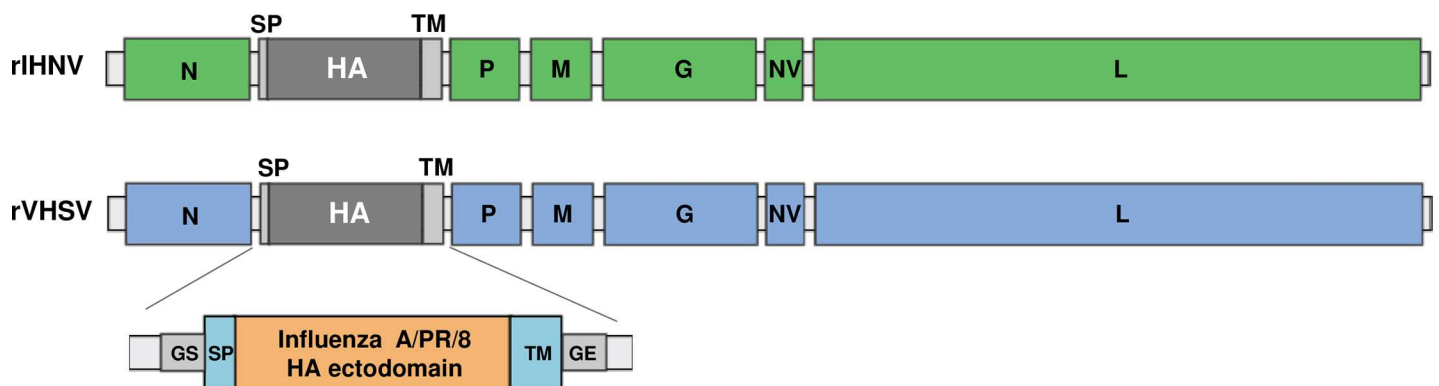 SP TM
rIHNV N HA P M G NV L
SP TM
rVHSV N HA P M G NV L
GS SP Influenza A/PR/8 TM GE
HA ectodomain